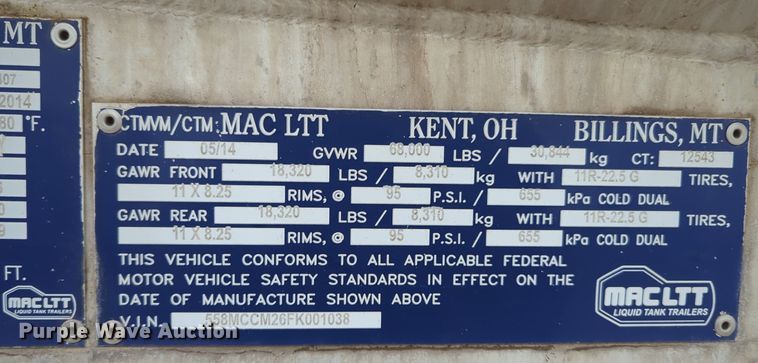 MT
407
2014
80 °F.
9
FT.
MAC LTT
LIQUID TANK TRAILERS
CTMVM/CTM: MAC LTT KENT, OH BILLINGS, MT
DATE 05/14 GVWR 68,000 LBS / 30,844 kg CT: 12543
GAWR FRONT 18,320 LBS / 8,310 kg WITH 11R-22.5 G TIRES,
11 X 8.25 RIMS, @ 95 P.S.I. / 655 kPa COLD DUAL
GAWR REAR 18,320 LBS / 8,310 kg WITH 11R-22.5 G TIRES,
11 X 8.25 RIMS, @ 95 P.S.I. / 655 kPa COLD DUAL
THIS VEHICLE CONFORMS TO ALL APPLICABLE FEDERAL
MOTOR VEHICLE SAFETY STANDARDS IN EFFECT ON THE
DATE OF MANUFACTURE SHOWN ABOVE
V.I.N. 558MCCM26FK001038
MAC LTT
LIQUID TANK TRAILERS
Purple Wave Auction